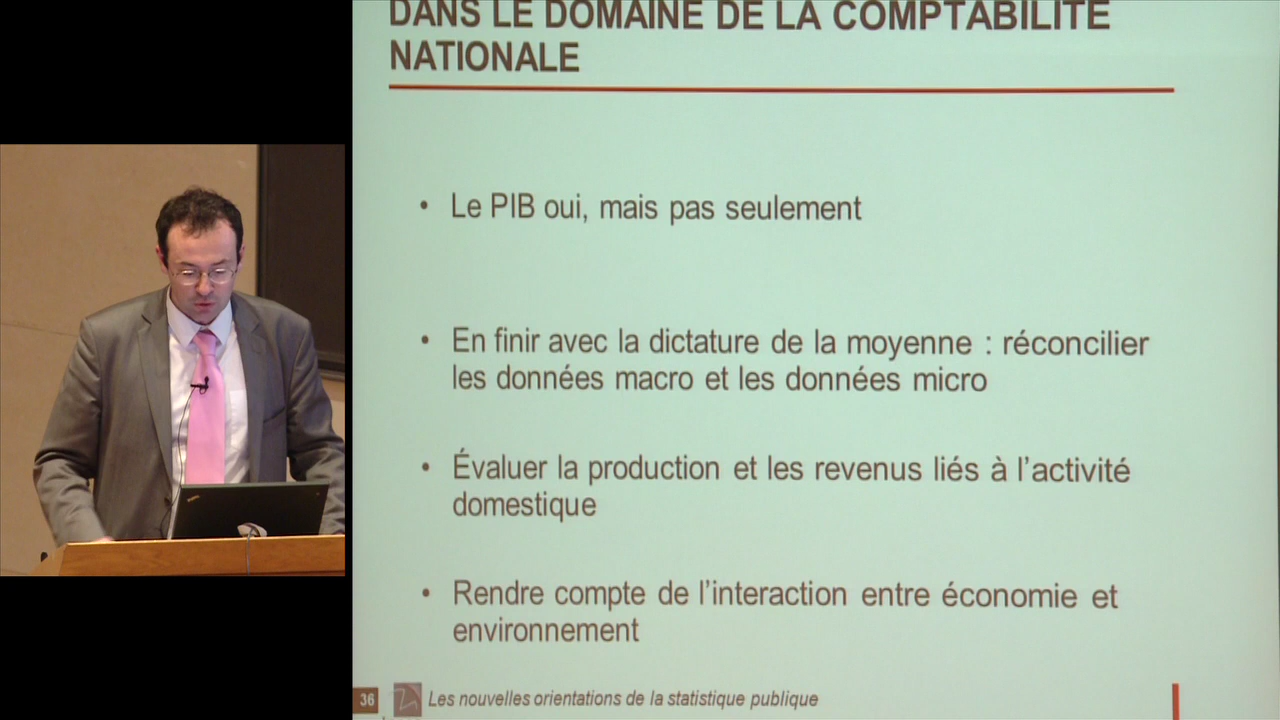 DANS LE DOMAINE DE LA COMPTABILITÉ
NATIONALE
• Le PIB oui, mais pas seulement
• En finir avec la dictature de la moyenne : réconcilier
les données macro et les données micro
• Évaluer la production et les revenus liés à l’activité
domestique
• Rendre compte de l’interaction entre économie et
environnement
36
Les nouvelles orientations de la statistique publique